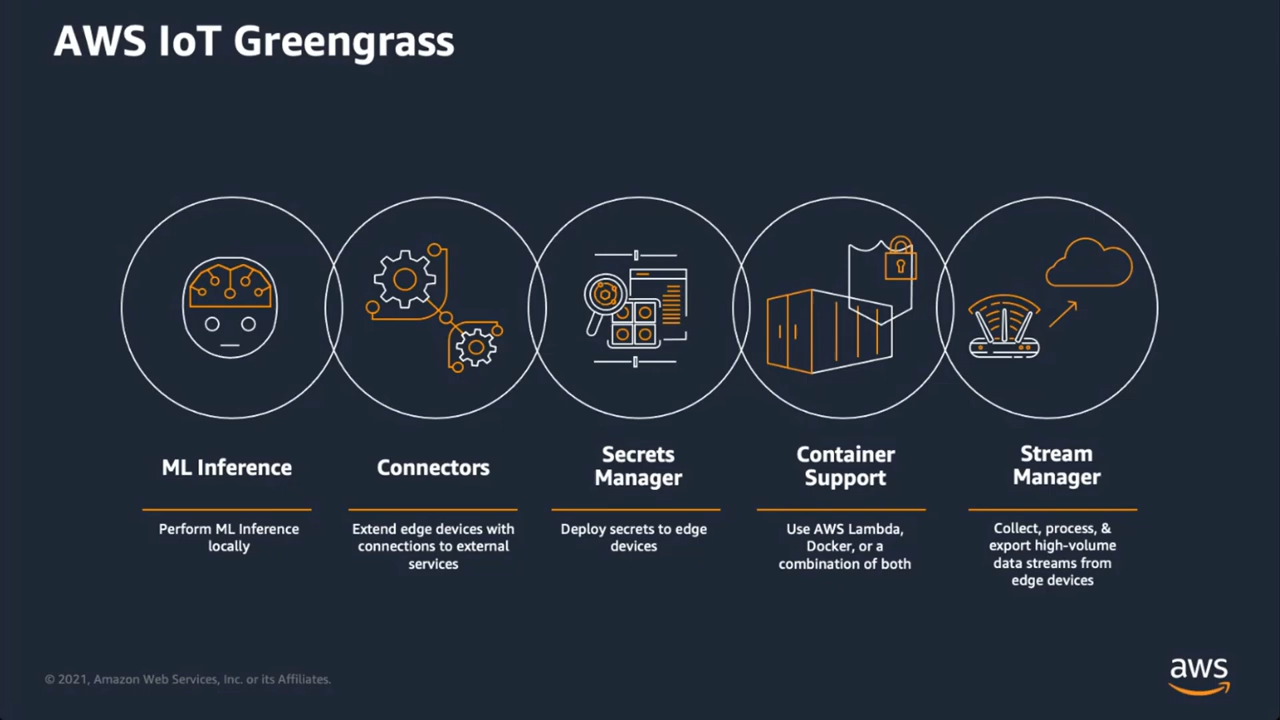 AWS IoT Greengrass
ML Inference
Perform ML Inference
locally
Connectors
Extend edge devices with
connections to external
services
Secrets
Manager
Deploy secrets to edge
devices
Container
Support
Use AWS Lambda,
Docker, or a
combination of both
Stream
Manager
Collect, process, &
export high-volume
data streams from
edge devices
© 2021, Amazon Web Services, Inc. or its Affiliates.
aws